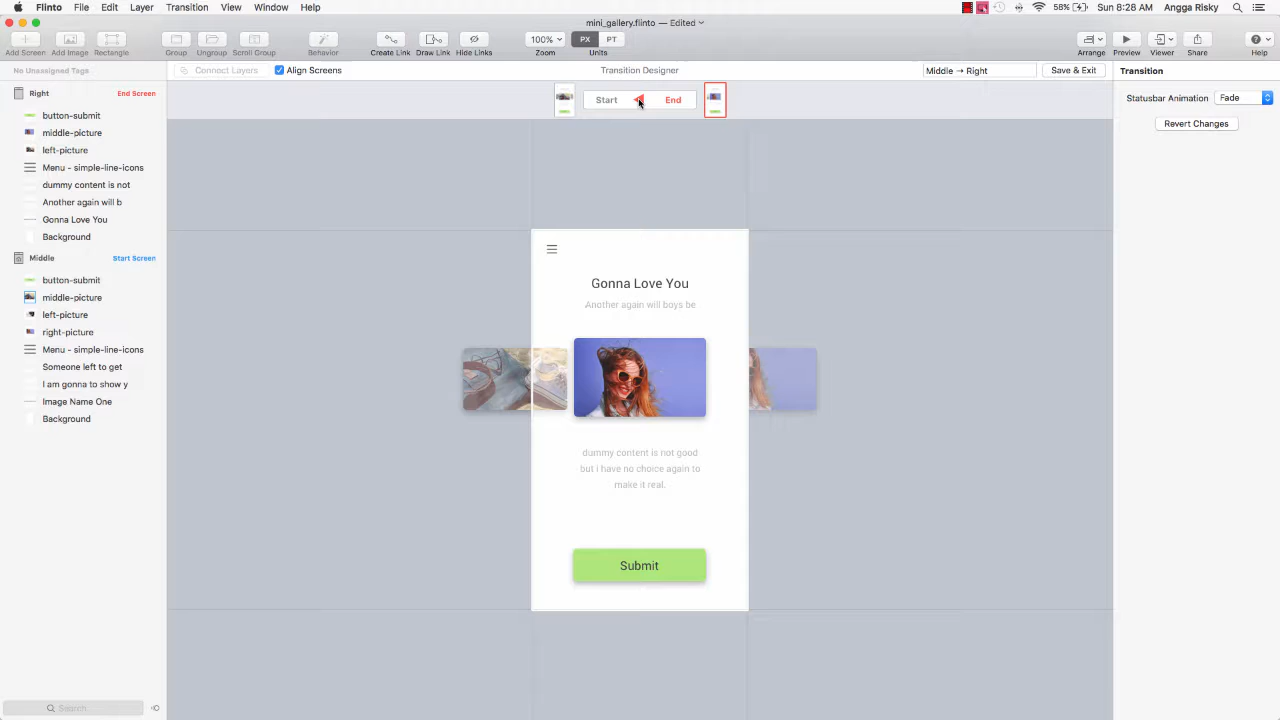 Flinto File Edit Layer Transition View Window Help
58% Sun 8:28 AM Angga Risky
mini_gallery.flinto — Edited
100% PX PT
Add Screen Add Image Rectangle Group Ungroup Scroll Group Behavior Create Link Draw Link Hide Links Zoom Units Arrange Preview Viewer Share Help
No Unassigned Tags Connect Layers Align Screens Transition Designer Middle → Right Save & Exit Transition
Start End
Statusbar Animation Fade
Revert Changes
Right End Screen
button-submit
middle-picture
left-picture
Menu - simple-line-icons
dummy content is not
Another again will b
Gonna Love You
Background
Middle Start Screen
button-submit
middle-picture
left-picture
right-picture
Menu - simple-line-icons
Someone left to get
I am gonna to show y
Image Name One
Background
Search
Gonna Love You
Another again will boys be
dummy content is not good
but i have no choice again to
make it real.
Submit